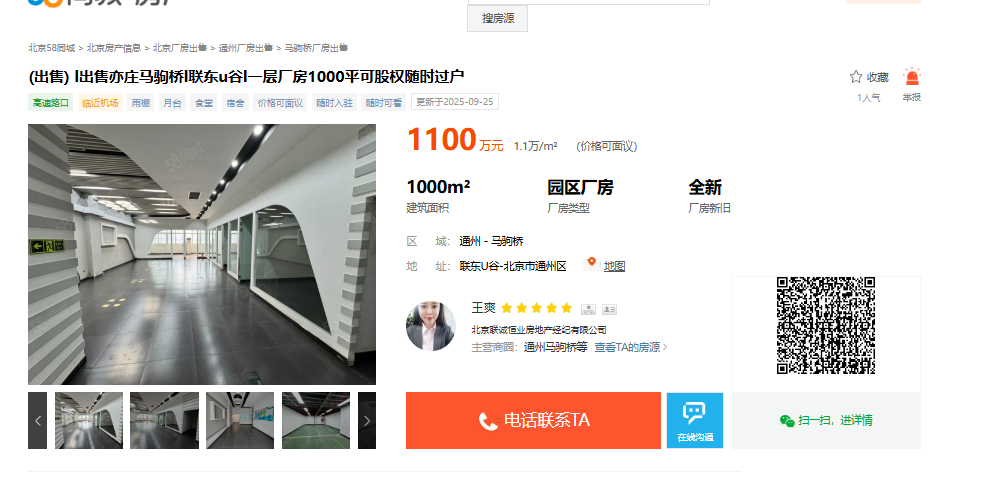 搜房源
北京58同城 > 北京房产信息 > 北京厂房出售 > 通州厂房出售 > 马驹桥厂房出售
(出售) l出售亦庄马驹桥l联东u谷l一层厂房1000平可股权随时过户
收藏
1人气
举报
高速路口 临近机场 雨棚 月台 食堂 宿舍 价格可面议 随时入驻 随时可看 更新于2025-09-25
1100万元 1.1万/m² (价格可面议)
1000m² 园区厂房 全新
建筑面积 厂房类型 厂房新旧
区 域: 通州 - 马驹桥
地 址: 联东U谷-北京市通州区 地图
王爽
北京联诚恒业房地产经纪有限公司
主营商圈: 通州马驹桥等 查看TA的房源 >
电话联系TA
在线沟通
扫一扫，进详情
58同城